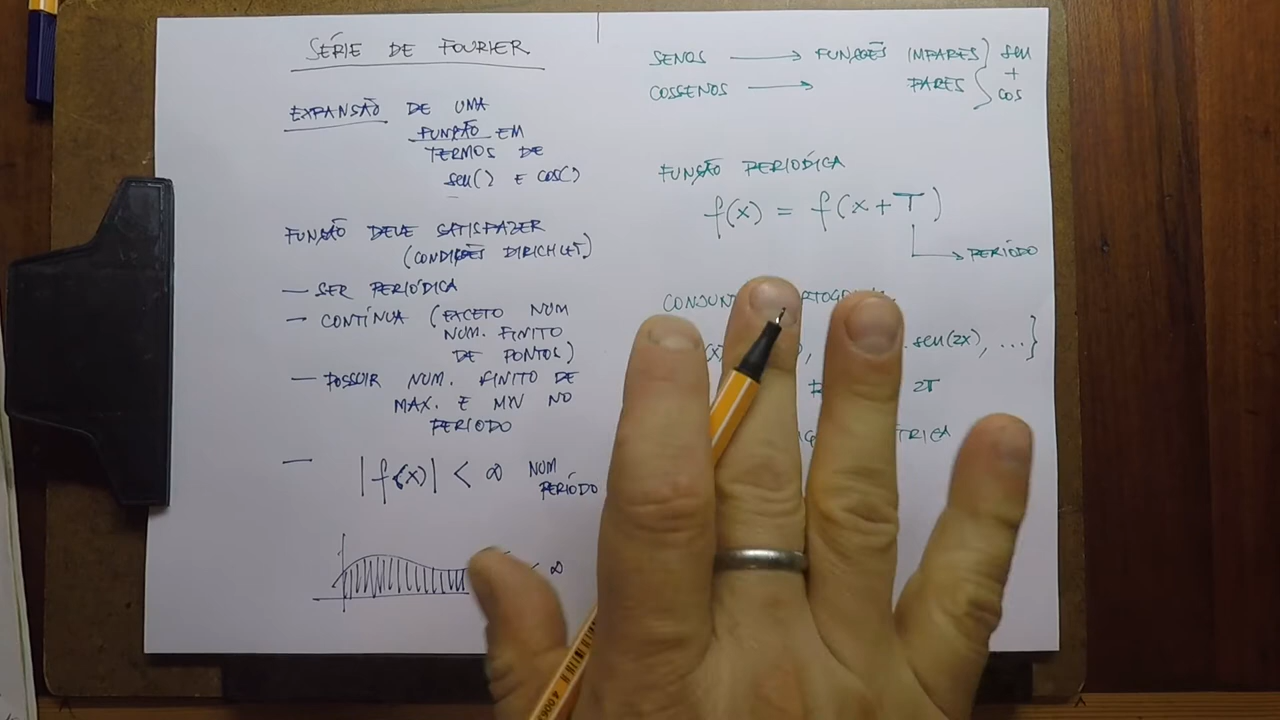 SÉRIE DE FOURIER
EXPANSÃO DE UMA
FUNÇÃO EM
TERMOS DE
sen( ) E cos( )
FUNÇÃO DEVE SATISFAZER
(CONDIÇÕES DIRICHLET)
— SER PERIÓDICA
— CONTÍNUA (EXCETO NUM
NUM. FINITO
DE PONTOS)
— POSSUIR NUM. FINITO DE
MAX. E MIN NO
PERÍODO
— |f(x)| < ∞ NUM
PERÍODO
< ∞
SENOS → FUNÇÕES IMPARES } sen
+
COSSENOS → PARES } cos
FUNÇÃO PERIÓDICA
f(x) = f(x+T)
PERÍODO
sen(2x), ...}
2T